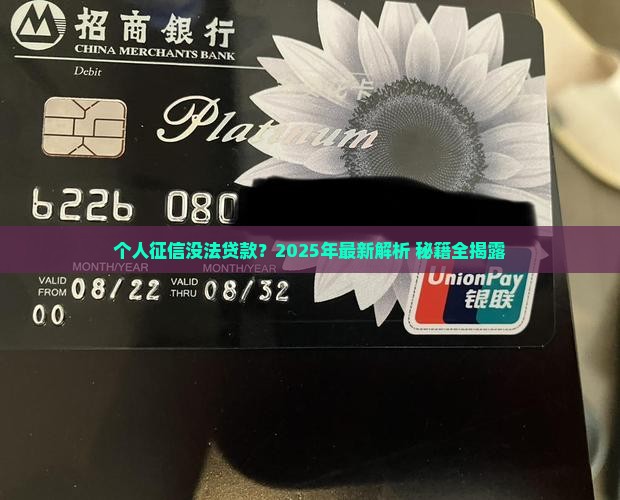 招商銀行
CHINA MERCHANTS BANK
Debit
Platinum
6226 080
个人征信没法贷款？2025年最新解析 秘籍全揭露
MONTH/YEAR MONTH/YEAR
VALID FROM 08/22 VALID THRU 08/32
00
UnionPay
银联